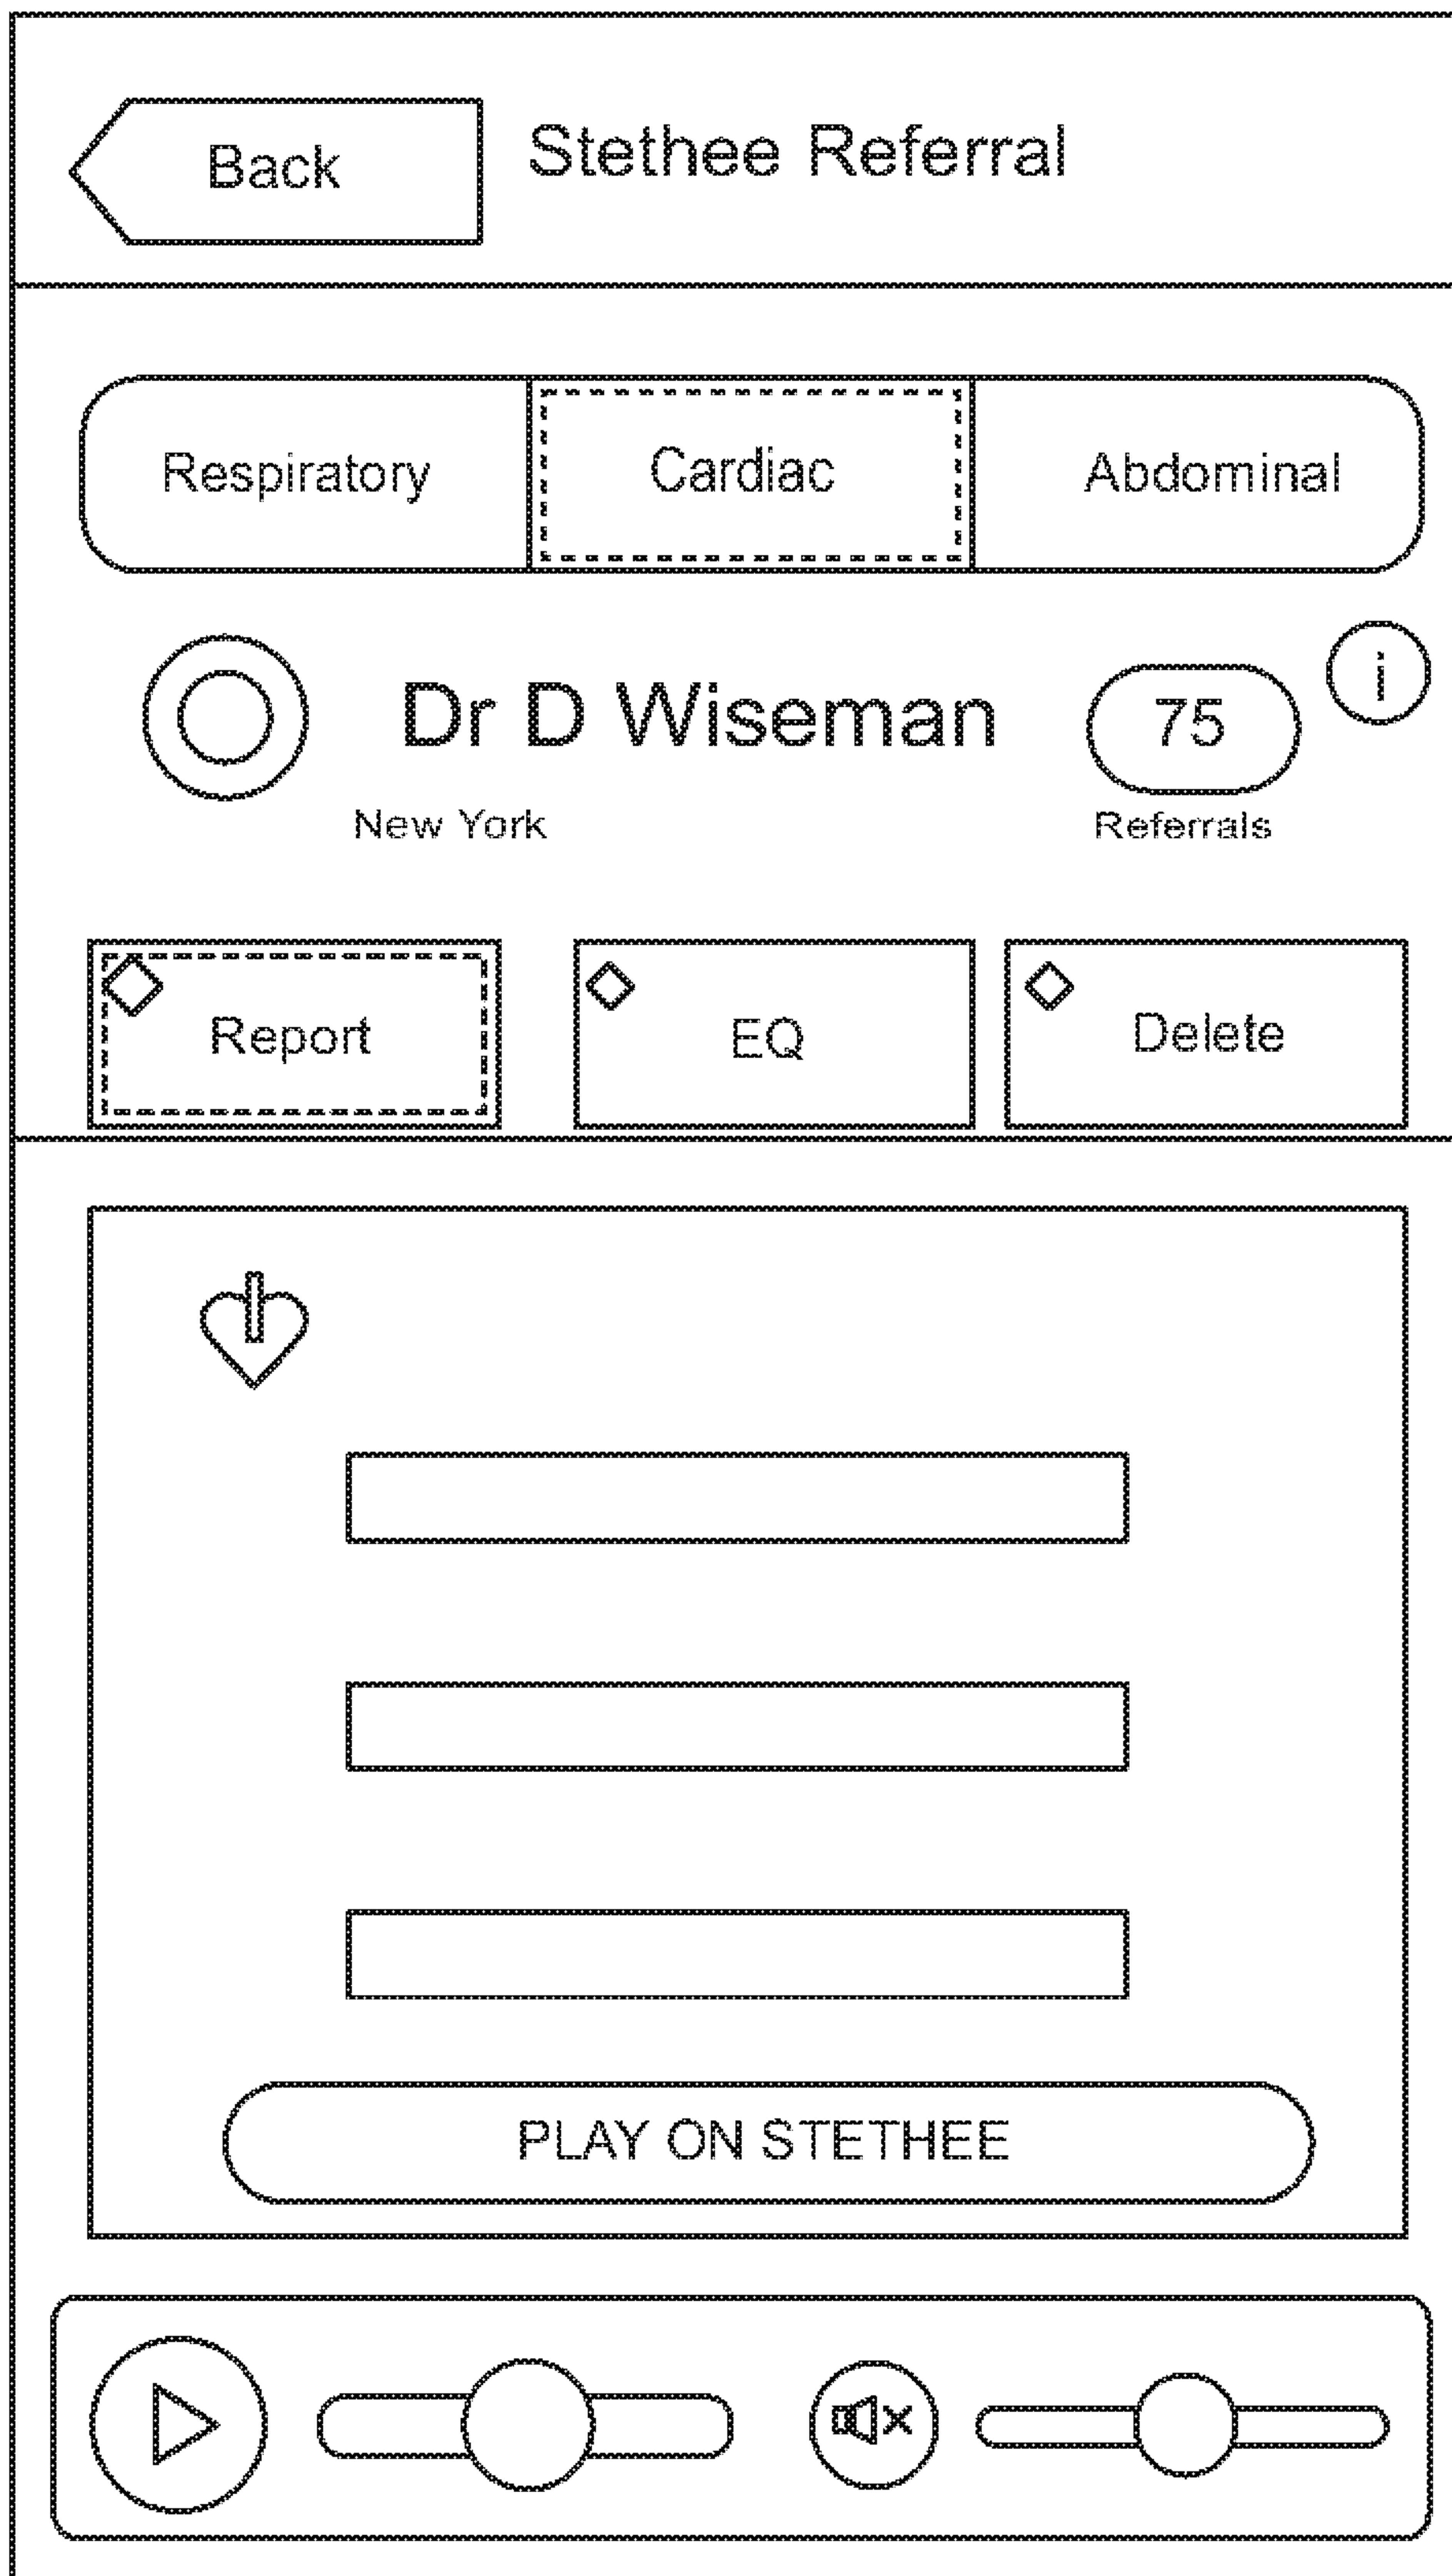 Back
Stethee Referral
Respiratory
Cardiac
Abdominal
i
Dr D Wiseman
75
New York
Referrals
Report
EQ
Delete
PLAY ON STETHEE